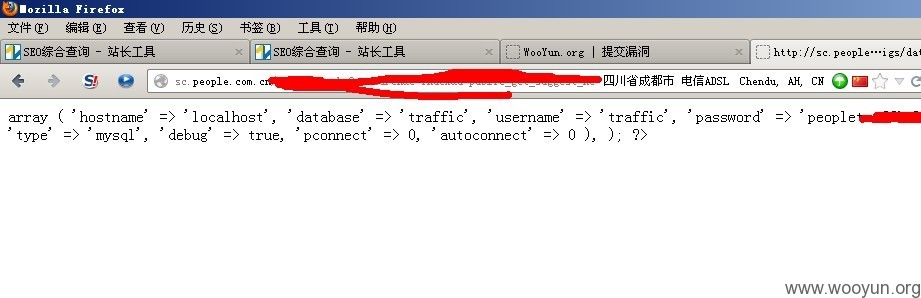 Mozilla Firefox
文件(F) 编辑(E) 查看(V) 历史(S) 书签(B) 工具(T) 帮助(H)
SEO综合查询 - 站长工具 × SEO综合查询 - 站长工具 × WooYun.org | 提交漏洞 × http://sc.people…igs/dat
sc.people.com.cn 四川省成都市 电信ADSL Chendu, AH, CN
array ( 'hostname' => 'localhost', 'database' => 'traffic', 'username' => 'traffic', 'password' => 'peoplet
'type' => 'mysql', 'debug' => true, 'pconnect' => 0, 'autoconnect' => 0 ), ); ?>
www.wooyun.org